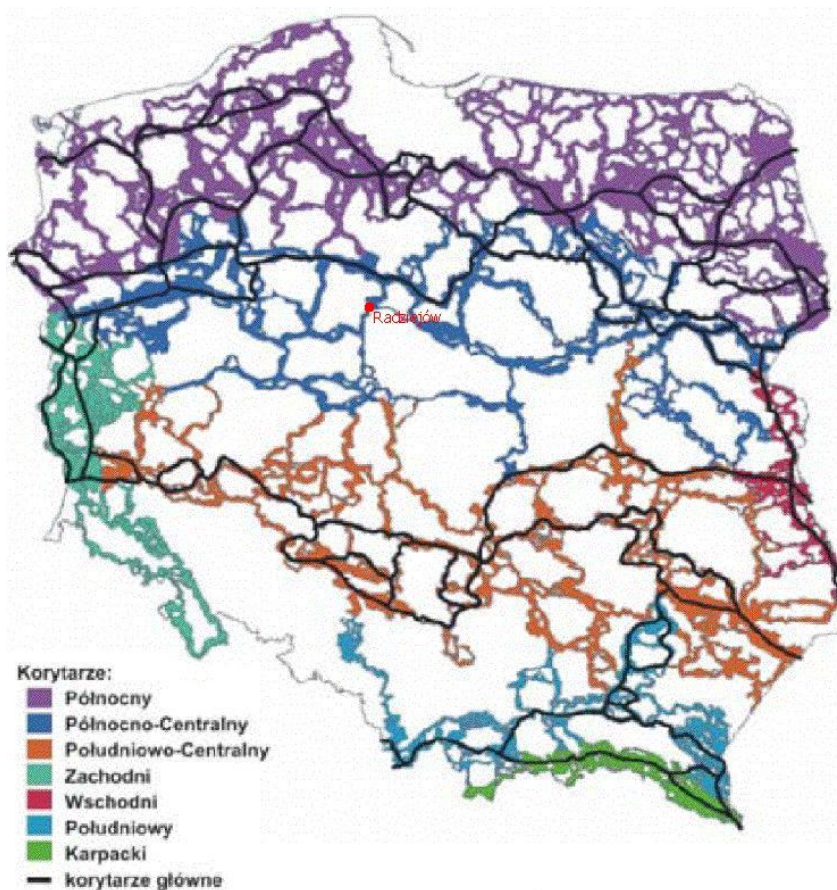 Radziejów
Korytarze:
Północny
Północno-Centralny
Południowo-Centralny
Zachodni
Wschodni
Południowy
Karpacki
korytarze główne